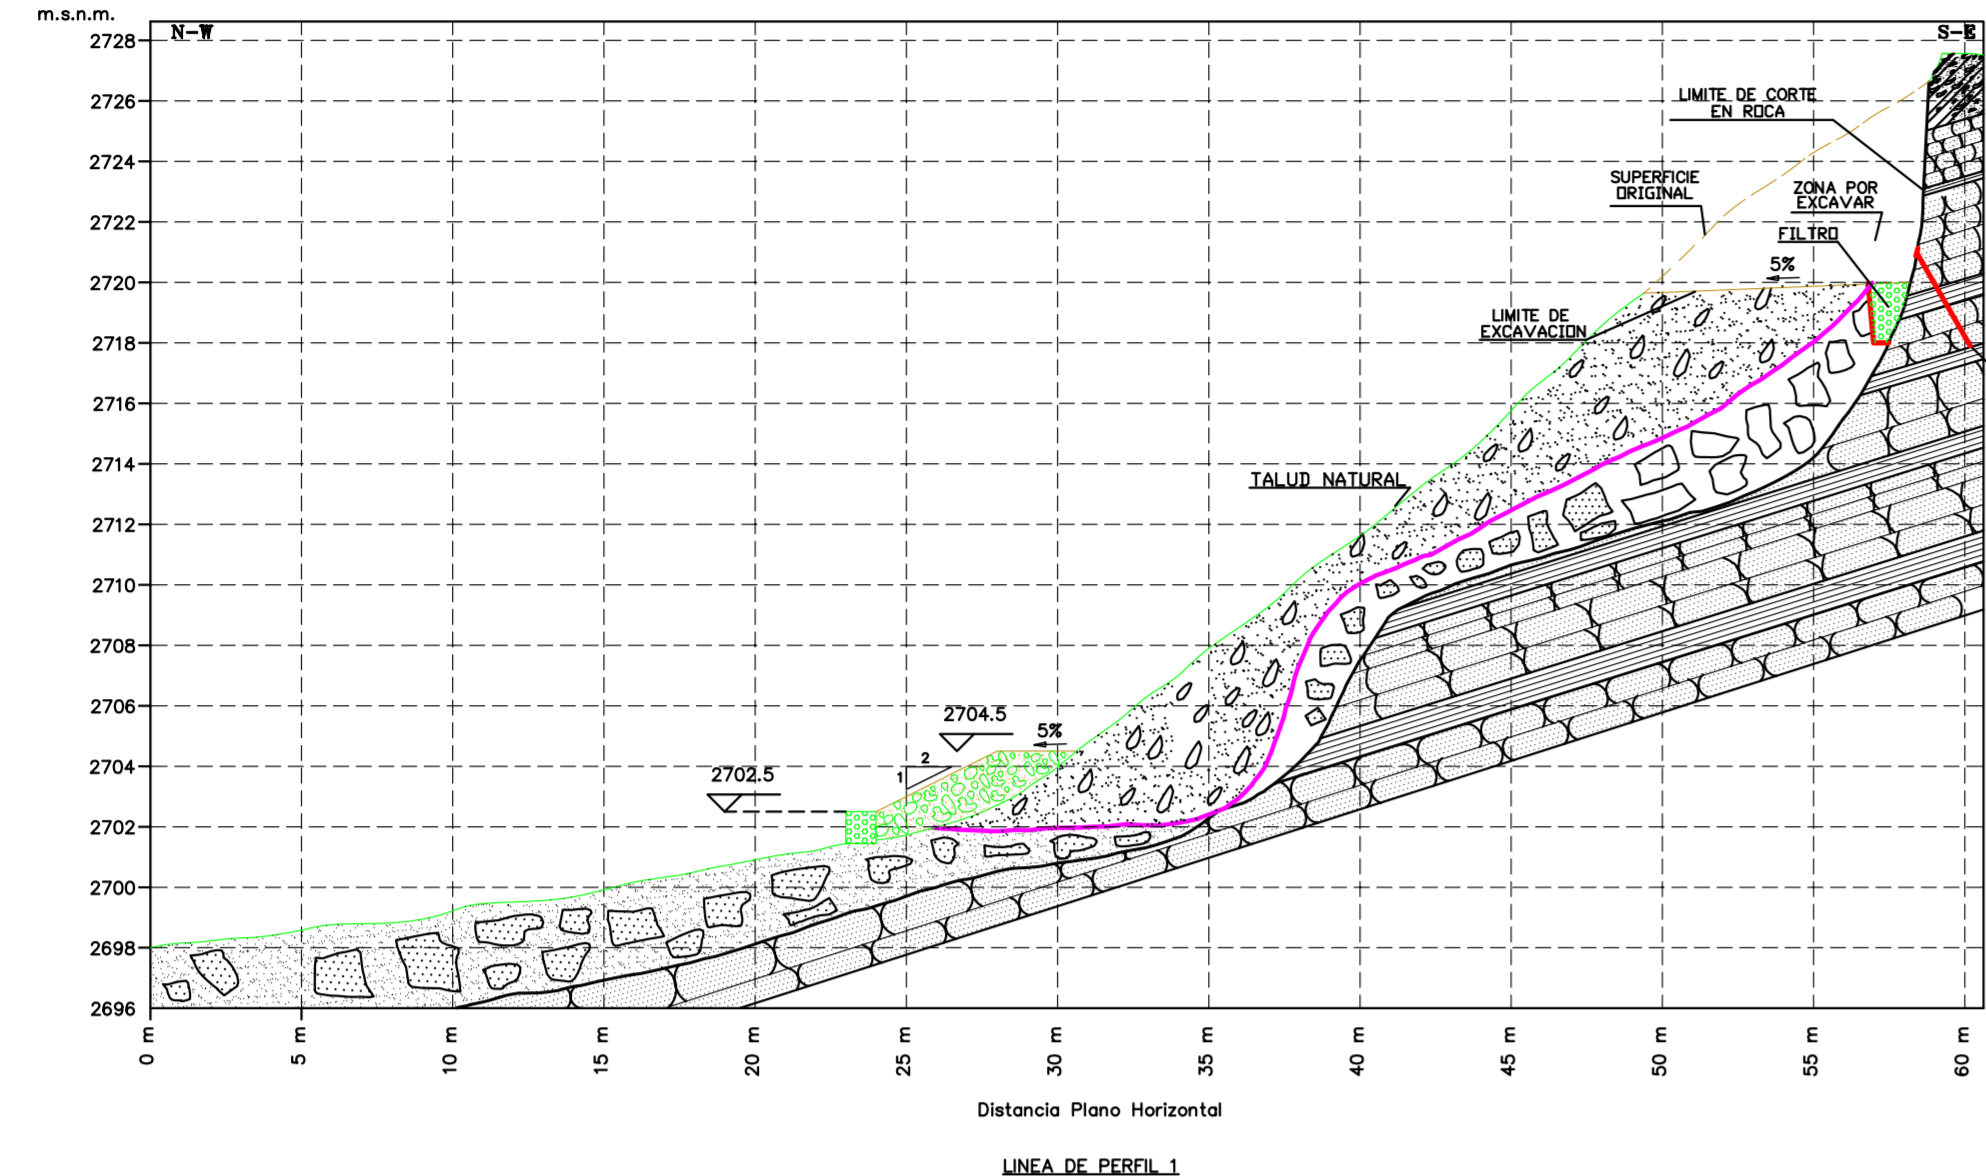 m.s.n.m.
N-W
S-E
2728
2726
2724
2722
2720
2718
2716
2714
2712
2710
2708
2706
2704
2702
2700
2698
2696
LIMITE DE CORTE
EN ROCA
SUPERFICIE
ORIGINAL
ZONA POR
EXCAVAR
FILTRO
5%
LIMITE DE
EXCAVACION
TALUD NATURAL
2704.5
5%
2
1
2702.5
0 m
5 m
10 m
15 m
20 m
25 m
30 m
35 m
40 m
45 m
50 m
55 m
60 m
Distancia Plano Horizontal
LINEA DE PERFIL 1